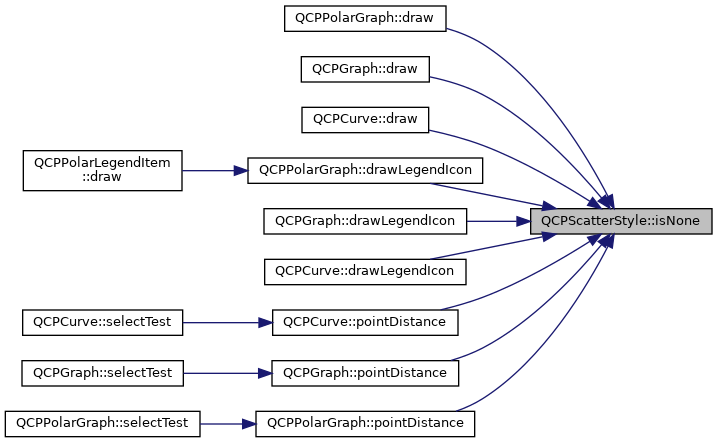 QCPPolarGraph::draw
QCPGraph::draw
QCPCurve::draw
QCPPolarLegendItem
::draw
QCPPolarGraph::drawLegendIcon
QCPGraph::drawLegendIcon
QCPScatterStyle::isNone
QCPCurve::drawLegendIcon
QCPCurve::selectTest
QCPCurve::pointDistance
QCPGraph::selectTest
QCPGraph::pointDistance
QCPPolarGraph::selectTest
QCPPolarGraph::pointDistance